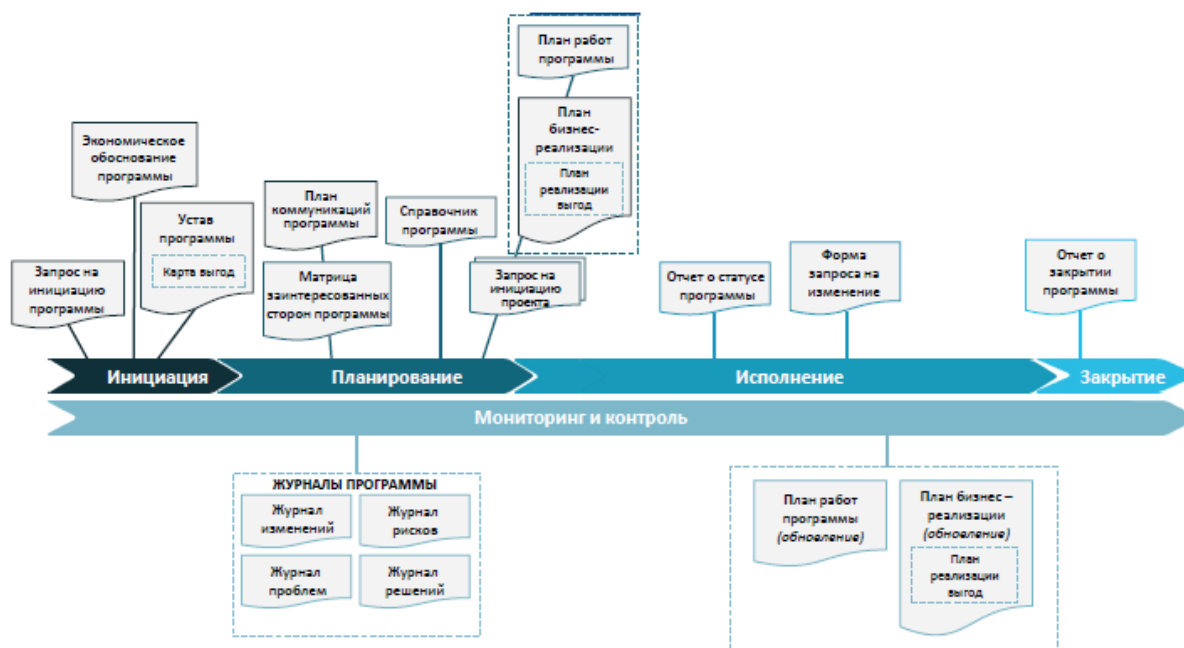 План работ
программы
План
бизнес-
реализации
План
реализации
выгод
Экономическое
обоснование
программы
Устав
программы
Карта выгод
Запрос на
инициацию
программы
План
коммуникаций
программы
Матрица
заинтересованных
сторон программы
Справочник
программы
Запрос на
инициацию
проекта
Отчет о статусе
программы
Форма
запроса на
изменение
Отчет о
закрытии
программы
Инициация
Планирование
Исполнение
Закрытие
Мониторинг и контроль
ЖУРНАЛЫ ПРОГРАММЫ
Журнал
изменений
Журнал
рисков
Журнал
проблем
Журнал
решений
План работ
программы
(обновление)
План бизнес –
реализации
(обновление)
План
реализации
выгод